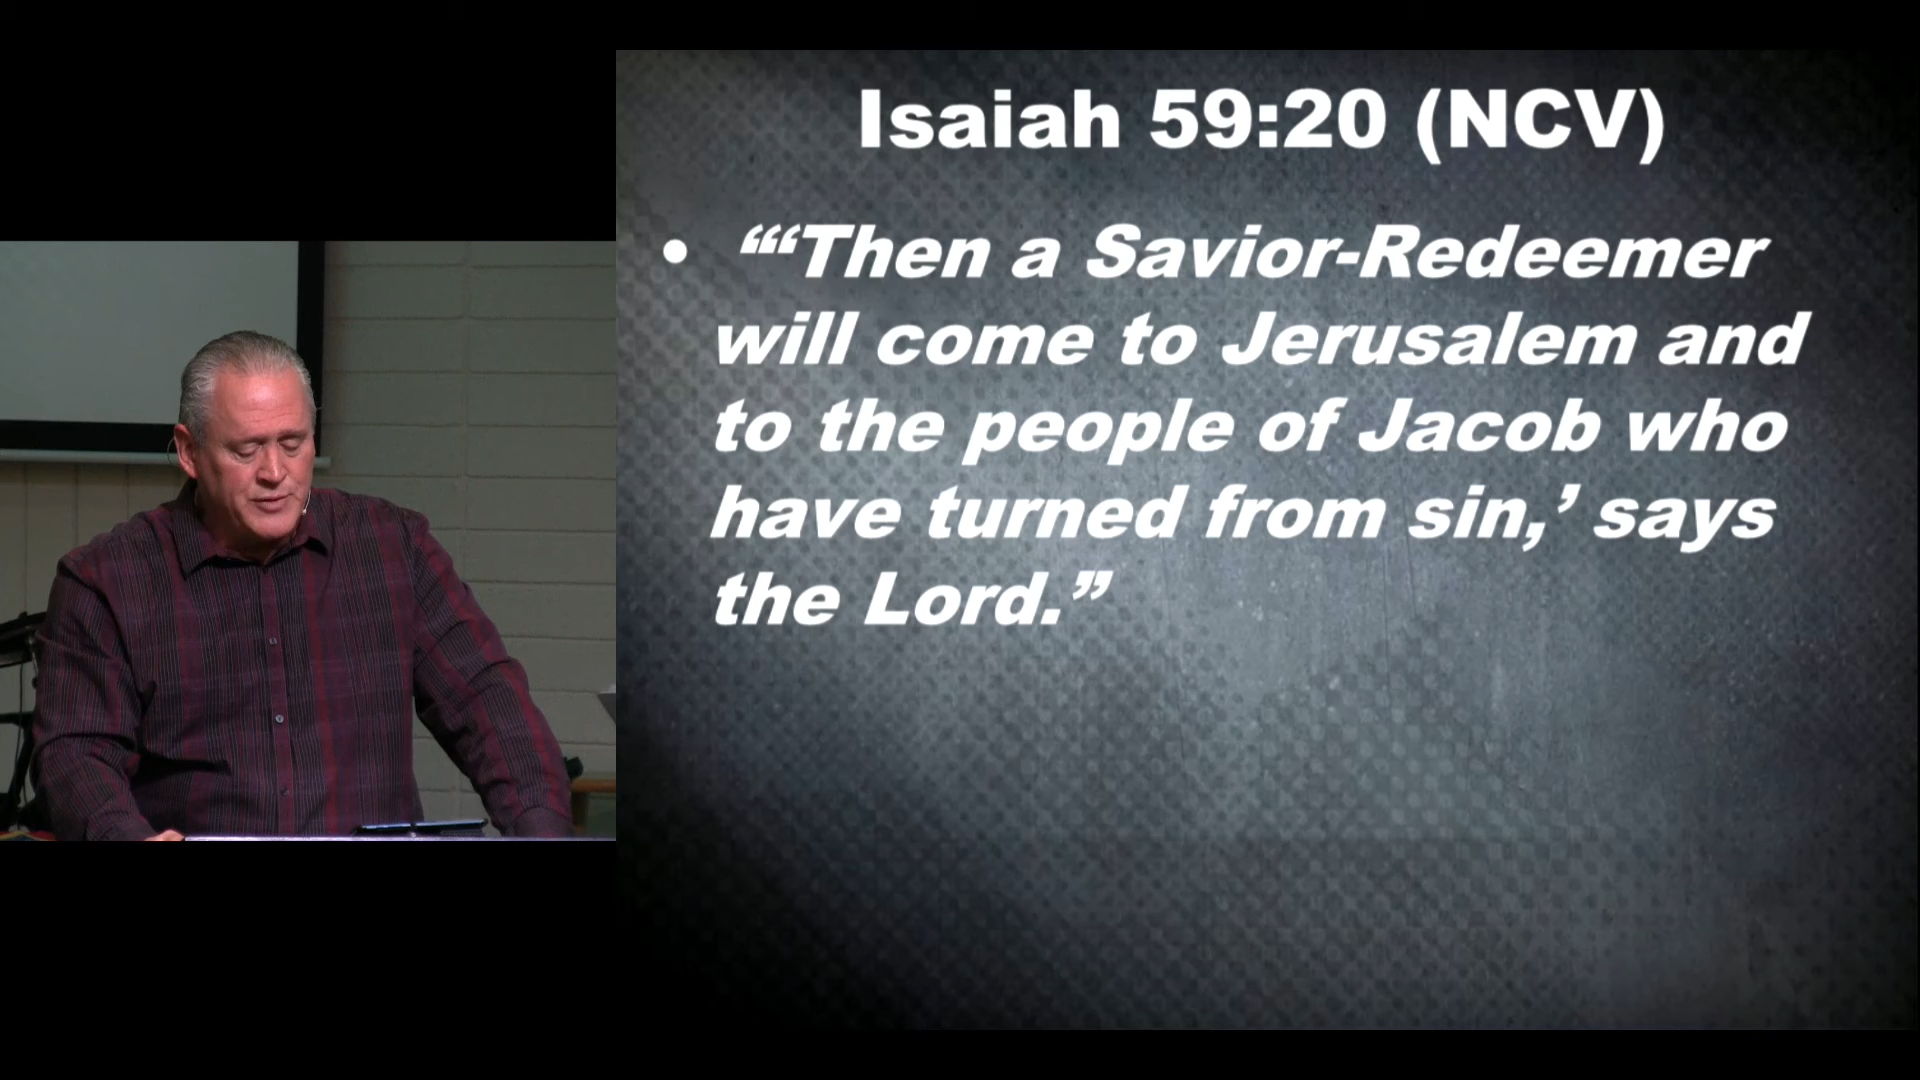 Isaiah 59:20 (NCV)
• “‘Then a Savior-Redeemer
will come to Jerusalem and
to the people of Jacob who
have turned from sin,’ says
the Lord.”